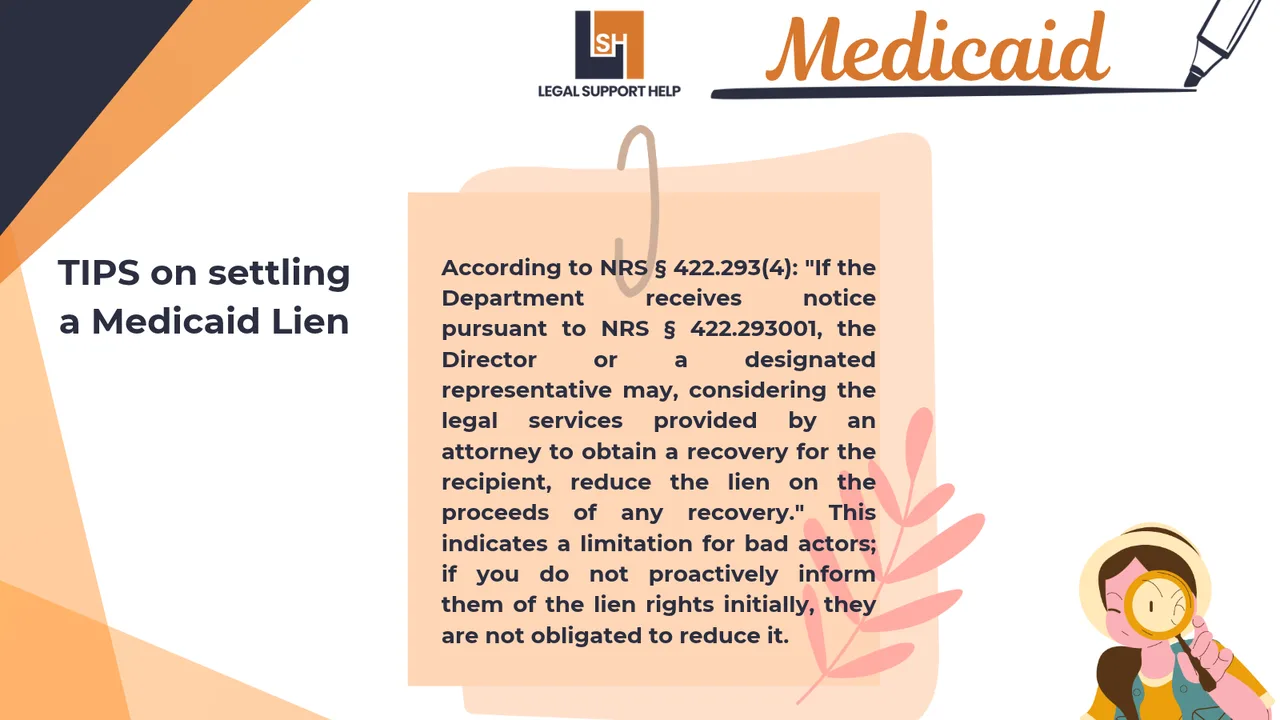 LSH
LEGAL SUPPORT HELP
Medicaid
TIPS on settling
a Medicaid Lien
According to NRS § 422.293(4): "If the
Department receives notice
pursuant to NRS § 422.293001, the
Director or a designated
representative may, considering the
legal services provided by an
attorney to obtain a recovery for the
recipient, reduce the lien on the
proceeds of any recovery." This
indicates a limitation for bad actors;
if you do not proactively inform
them of the lien rights initially, they
are not obligated to reduce it.